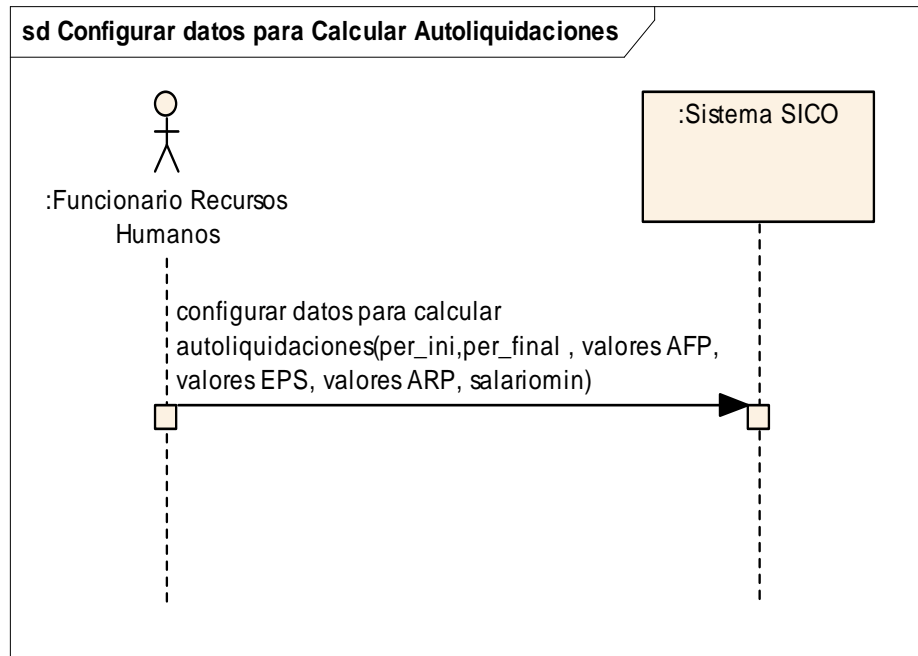 sd Configurar datos para Calcular Autoliquidaciones
:Funcionario Recursos
Humanos
:Sistema SICO
configurar datos para calcular
autoliquidaciones(per_ini,per_final , valores AFP,
valores EPS, valores ARP, salariomin)